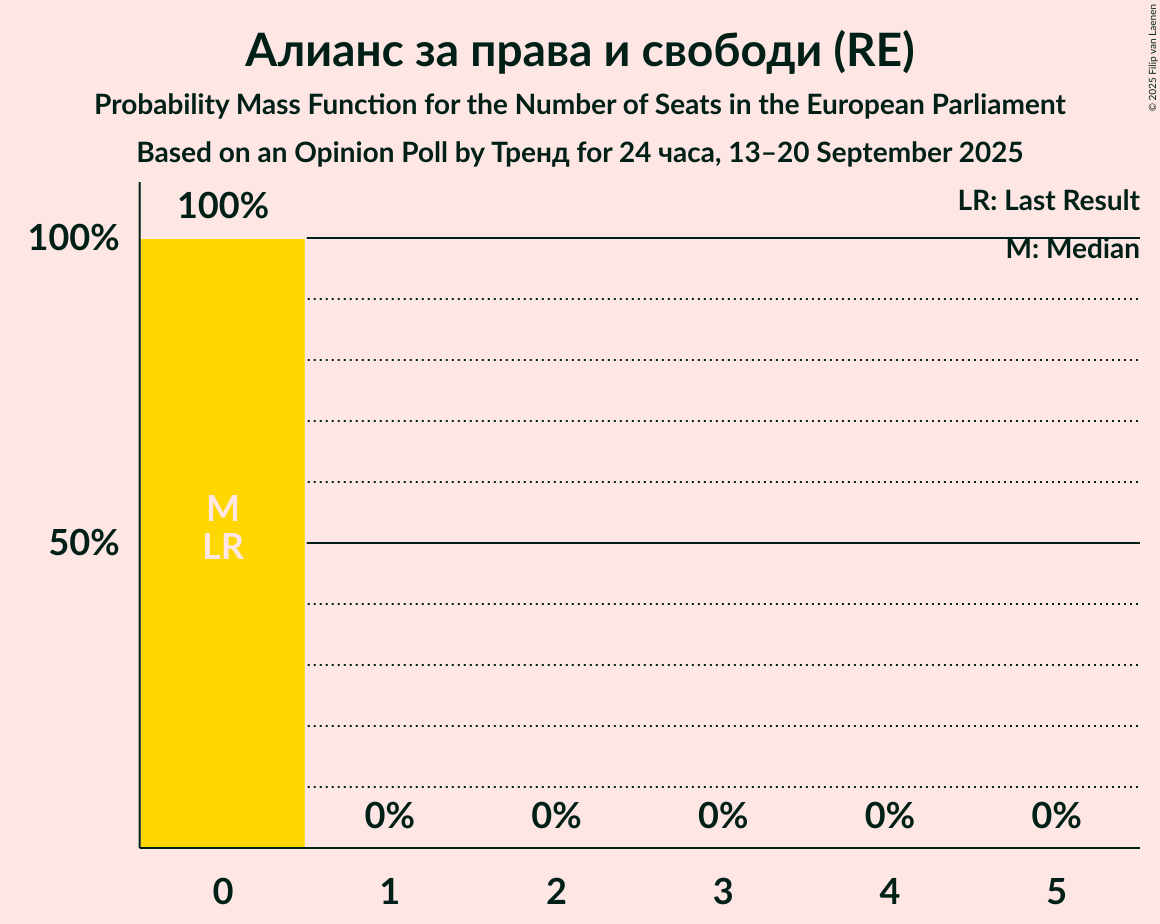 Алианс за права и свободи (RE)
Probability Mass Function for the Number of Seats in the European Parliament
Based on an Opinion Poll by Тренд for 24 часа, 13–20 September 2025
© 2025 Filip van Laenen
LR: Last Result
M: Median
100%
100%
50%
M
LR
0% 0% 0% 0% 0%
0 1 2 3 4 5